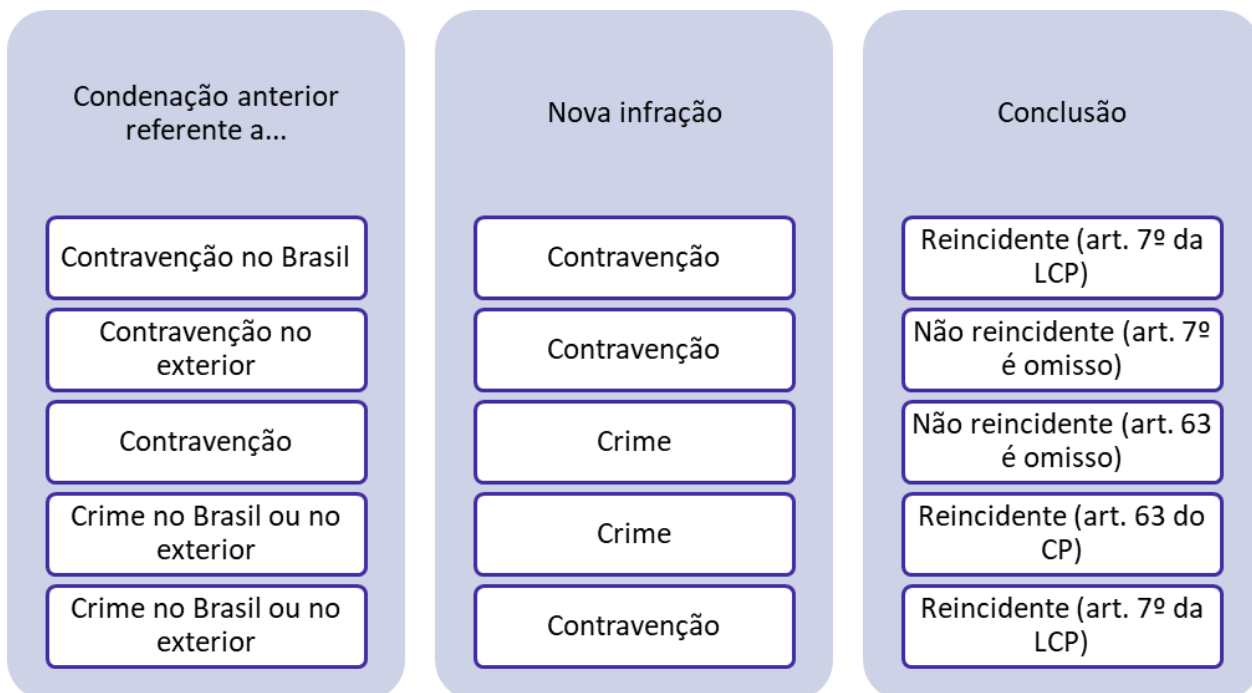 Condenação anterior
referente a...
Nova infração
Conclusão
Contravenção no Brasil
Contravenção
Reincidente (art. 7º da
LCP)
Contravenção no
exterior
Contravenção
Não reincidente (art. 7º
é omisso)
Contravenção
Crime
Não reincidente (art. 63
é omisso)
Crime no Brasil ou no
exterior
Crime
Reincidente (art. 63 do
CP)
Crime no Brasil ou no
exterior
Contravenção
Reincidente (art. 7º da
LCP)